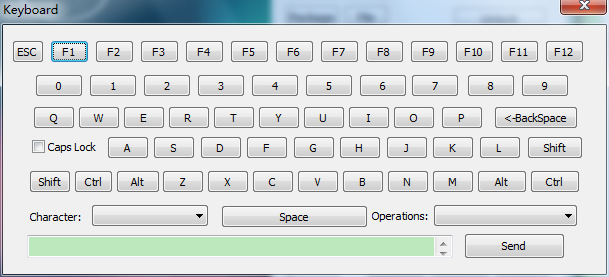 Keyboard
ESC F1 F2 F3 F4 F5 F6 F7 F8 F9 F10 F11 F12
0 1 2 3 4 5 6 7 8 9
Q W E R T Y U I O P <-BackSpace
Caps Lock A S D F G H J K L Shift
Shift Ctrl Alt Z X C V B N M Alt Ctrl
Character: Space Operations:
Send